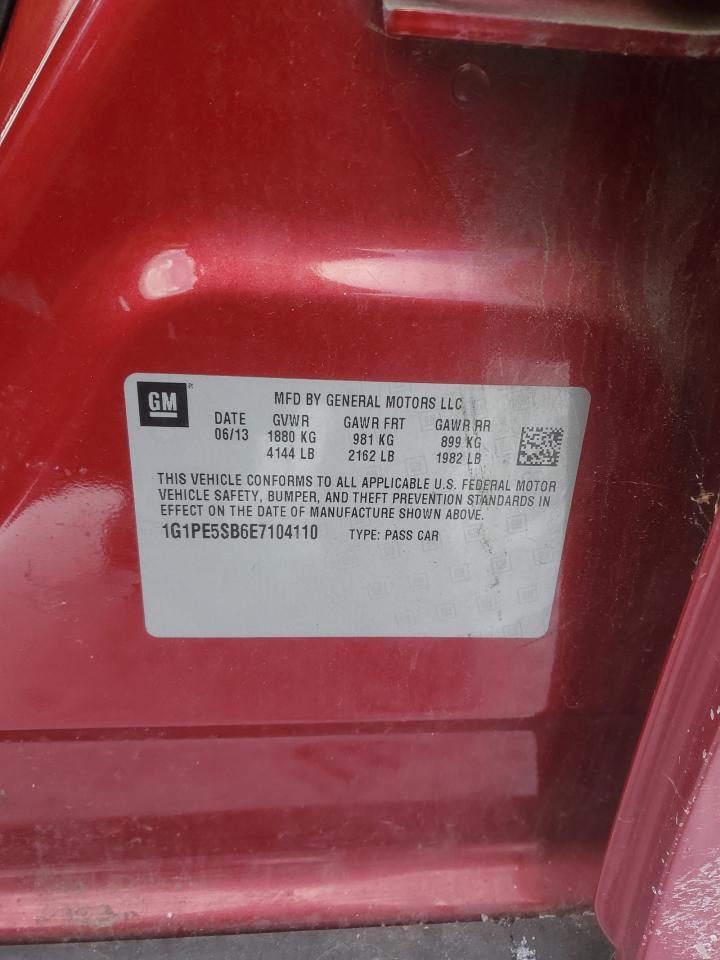 GM®
MFD BY GENERAL MOTORS LLC
DATE GVWR GAWR FRT GAWR RR
06/13 1880 KG 981 KG 899 KG
4144 LB 2162 LB 1982 LB
THIS VEHICLE CONFORMS TO ALL APPLICABLE U.S. FEDERAL MOTOR
VEHICLE SAFETY, BUMPER, AND THEFT PREVENTION STANDARDS IN
EFFECT ON THE DATE OF MANUFACTURE SHOWN ABOVE.
1G1PE5SB6E7104110 TYPE: PASS CAR